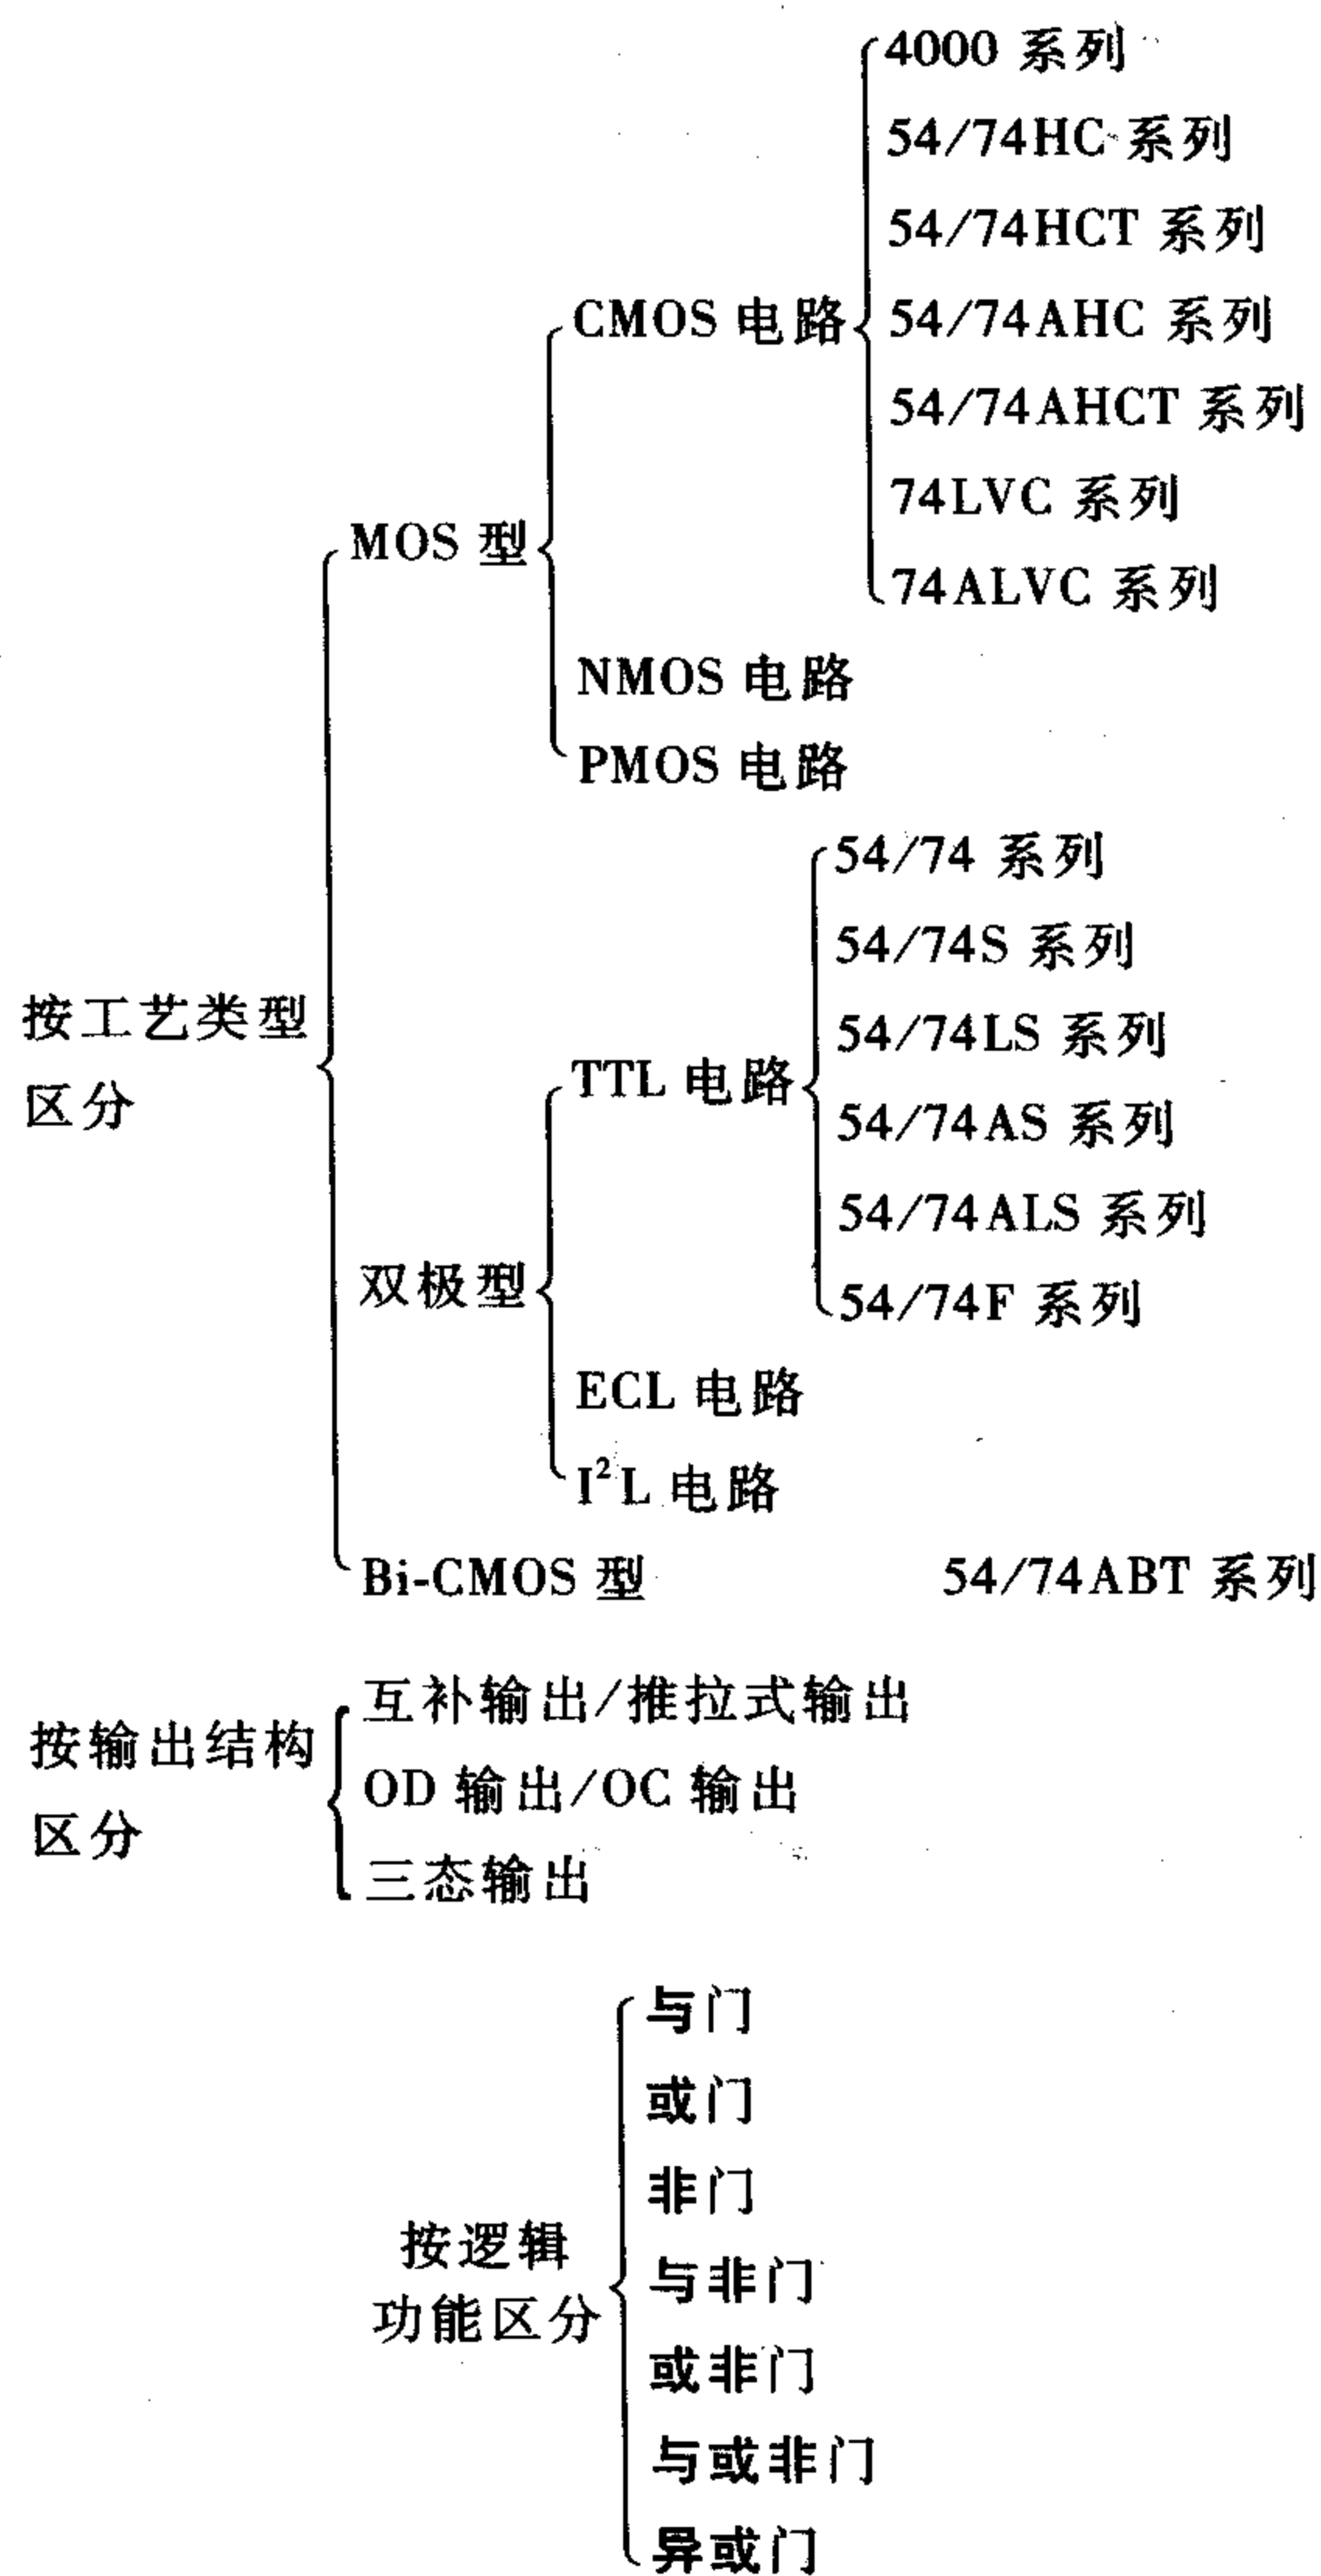 4000 系列
54/74HC 系列
54/74HCT 系列
CMOS 电路
54/74AHC 系列
54/74AHCT 系列
74LVC 系列
MOS 型
74ALVC 系列
NMOS 电路
PMOS 电路
54/74 系列
54/74S 系列
按工艺类型
区分
54/74LS 系列
TTL 电路
54/74AS 系列
54/74ALS 系列
双极型
54/74F 系列
ECL 电路
I²L 电路
Bi-CMOS 型 54/74ABT 系列
按输出结构
区分
互补输出/推拉式输出
OD 输出/OC 输出
三态输出
按逻辑
功能区分
与门
或门
非门
与非门
或非门
与或非门
异或门